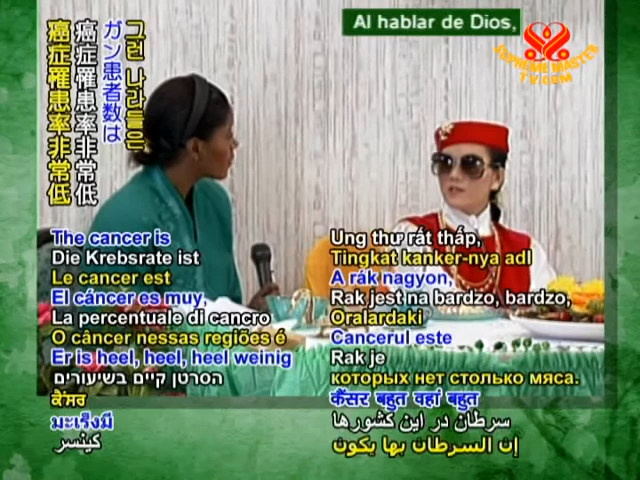 Al hablar de Dios,
SUPREME MASTER
TV.COM
그런 나라들은,
ガン患者数は
癌症罹患率非常低
癌症罹患率非常低
The cancer is
Die Krebsrate ist
Le cancer est
El cáncer es muy,
La percentuale di cancro
O câncer nessas regiões é
Er is heel, heel, heel weinig
הסרטן קיים בשיעורים
ਕੈਂਸਰ
មะเร็งมี
کینسر
Ung thư rất thấp,
Tingkat kanker-nya adl
A rák nagyon,
Rak jest na bardzo, bardzo,
Oralardaki
Cancerul este
Rak je
которых нет столько мяса.
कैंसर बहुत वहां बहुत
سرطان در این کشورها
إن السرطان بها يكون